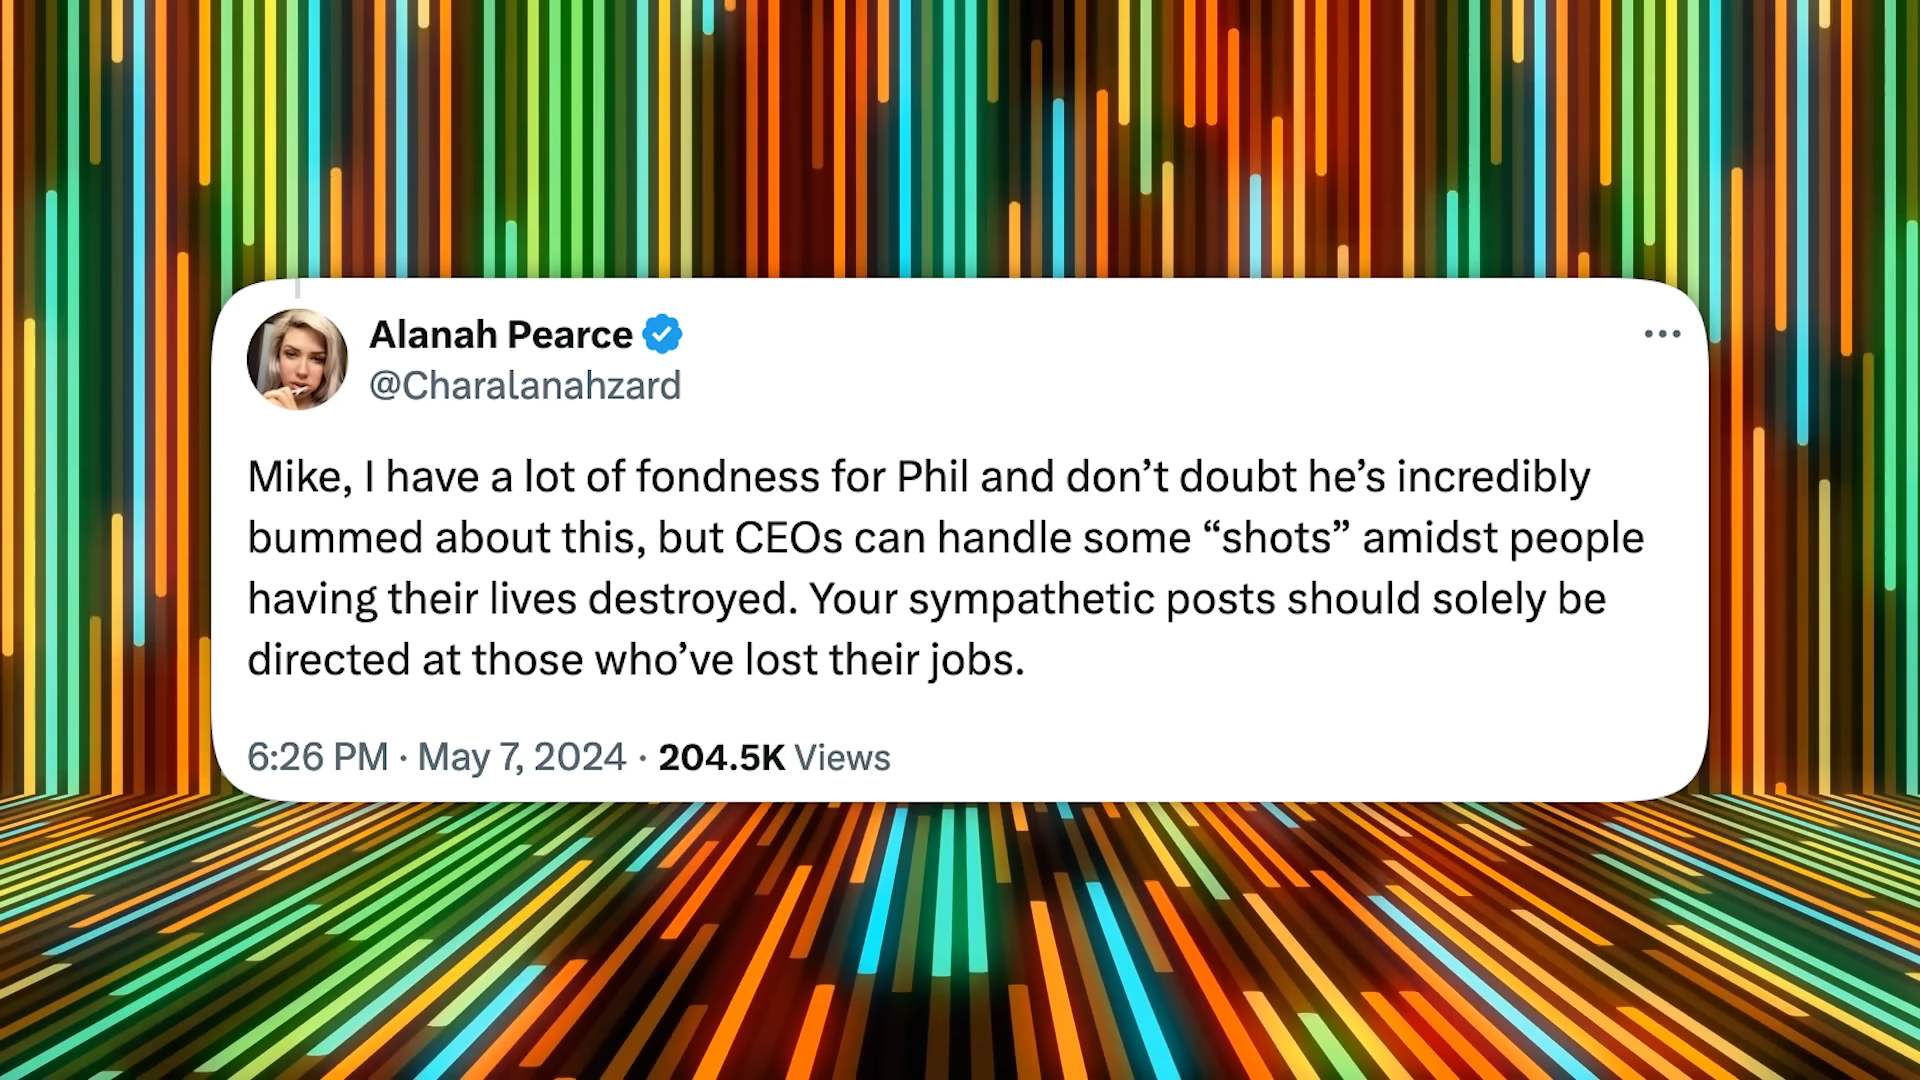 Alanah Pearce
@Charalanahzard
Mike, I have a lot of fondness for Phil and don’t doubt he’s incredibly
bummed about this, but CEOs can handle some “shots” amidst people
having their lives destroyed. Your sympathetic posts should solely be
directed at those who’ve lost their jobs.
6:26 PM · May 7, 2024 · 204.5K Views